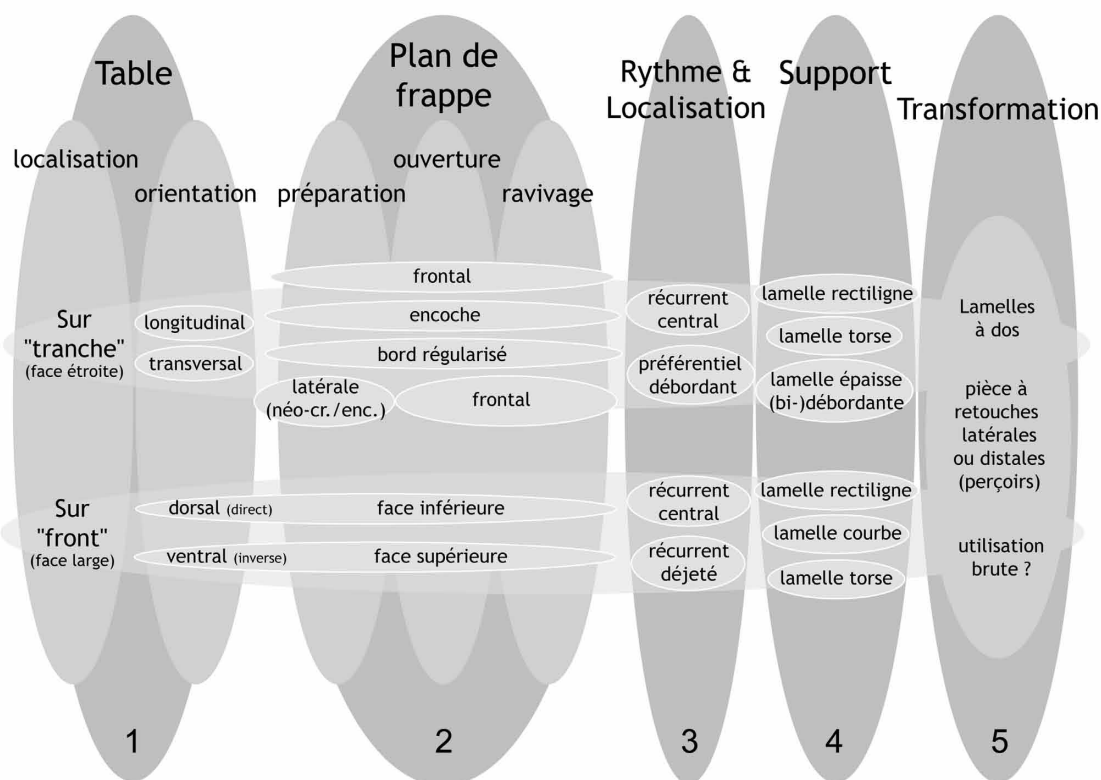 Table
Plan de
frappe
Rythme &
Localisation
Support
Transformation
localisation
orientation
préparation
ouverture
ravivage
Sur
"tranche"
(face étroite)
longitudinal
transversal
frontal
encoche
bord régularisé
latérale
(néo-cr./enc.)
frontal
récurrent
central
préférentiel
débordant
lamelle rectiligne
lamelle torse
lamelle épaisse
(bi-)débordante
Lamelles
à dos
pièce à
retouches
latérales
ou distales
(perçoirs)
utilisation
brute ?
Sur
"front"
(face large)
dorsal (direct)
face inférieure
ventral (inverse)
face supérieure
récurrent
central
récurrent
déjeté
lamelle rectiligne
lamelle courbe
lamelle torse
1
2
3
4
5